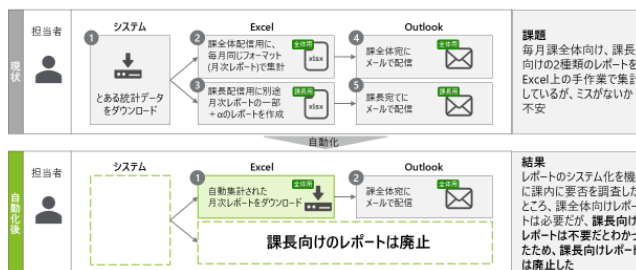 現状
担当者
システム
Excel
Outlook
1
とある統計データ
をダウンロード
2
課全体配信用に、
毎月同じフォーマット
(月次レポート)で集計
全体用
xlsx
3
課長配信用に別途
月次レポートの一部
+αのレポートを作成
課長用
xlsx
4
課全体宛に
メールで配信
全体用
5
課長宛てに
メールで配信
課長用
課題
毎月課全体向け、課長
向けの2種類のレポートを
Excel上の手作業で集計
しているが、ミスがないか
不安
自動化
自動化後
担当者
システム
Excel
Outlook
1
自動集計された
月次レポートをダウンロード
全体用
2
課全体宛に
メールで配信
全体用
課長向けのレポートは廃止
結果
レポートのシステム化を機
に課内に要否を調査した
ところ、課全体向けレポー
トは必要だが、課長向け
レポートは不要だとわかっ
たため、課長向けレポート
は廃止した